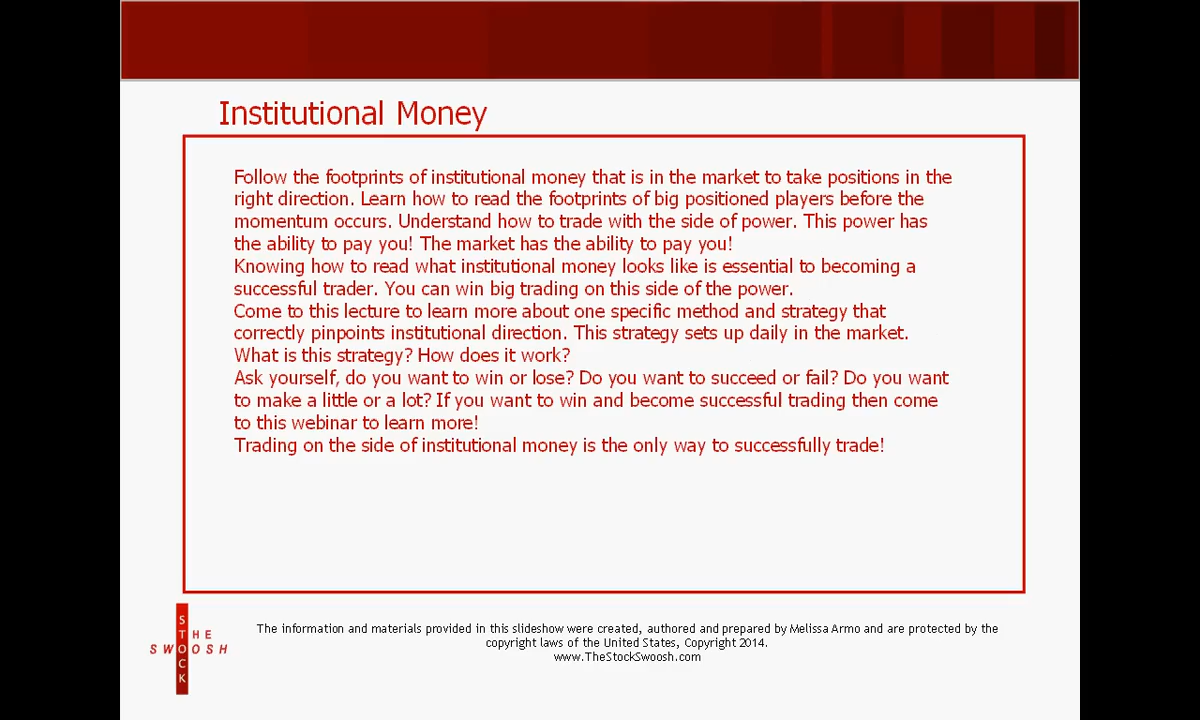 Institutional Money
Follow the footprints of institutional money that is in the market to take positions in the
right direction. Learn how to read the footprints of big positioned players before the
momentum occurs. Understand how to trade with the side of power. This power has
the ability to pay you! The market has the ability to pay you!
Knowing how to read what institutional money looks like is essential to becoming a
successful trader. You can win big trading on this side of the power.
Come to this lecture to learn more about one specific method and strategy that
correctly pinpoints institutional direction. This strategy sets up daily in the market.
What is this strategy? How does it work?
Ask yourself, do you want to win or lose? Do you want to succeed or fail? Do you want
to make a little or a lot? If you want to win and become successful trading then come
to this webinar to learn more!
Trading on the side of institutional money is the only way to successfully trade!
THE
STOCK
SWOOSH
The information and materials provided in this slideshow were created, authored and prepared by Melissa Armo and are protected by the
copyright laws of the United States, Copyright 2014.
www.TheStockSwoosh.com